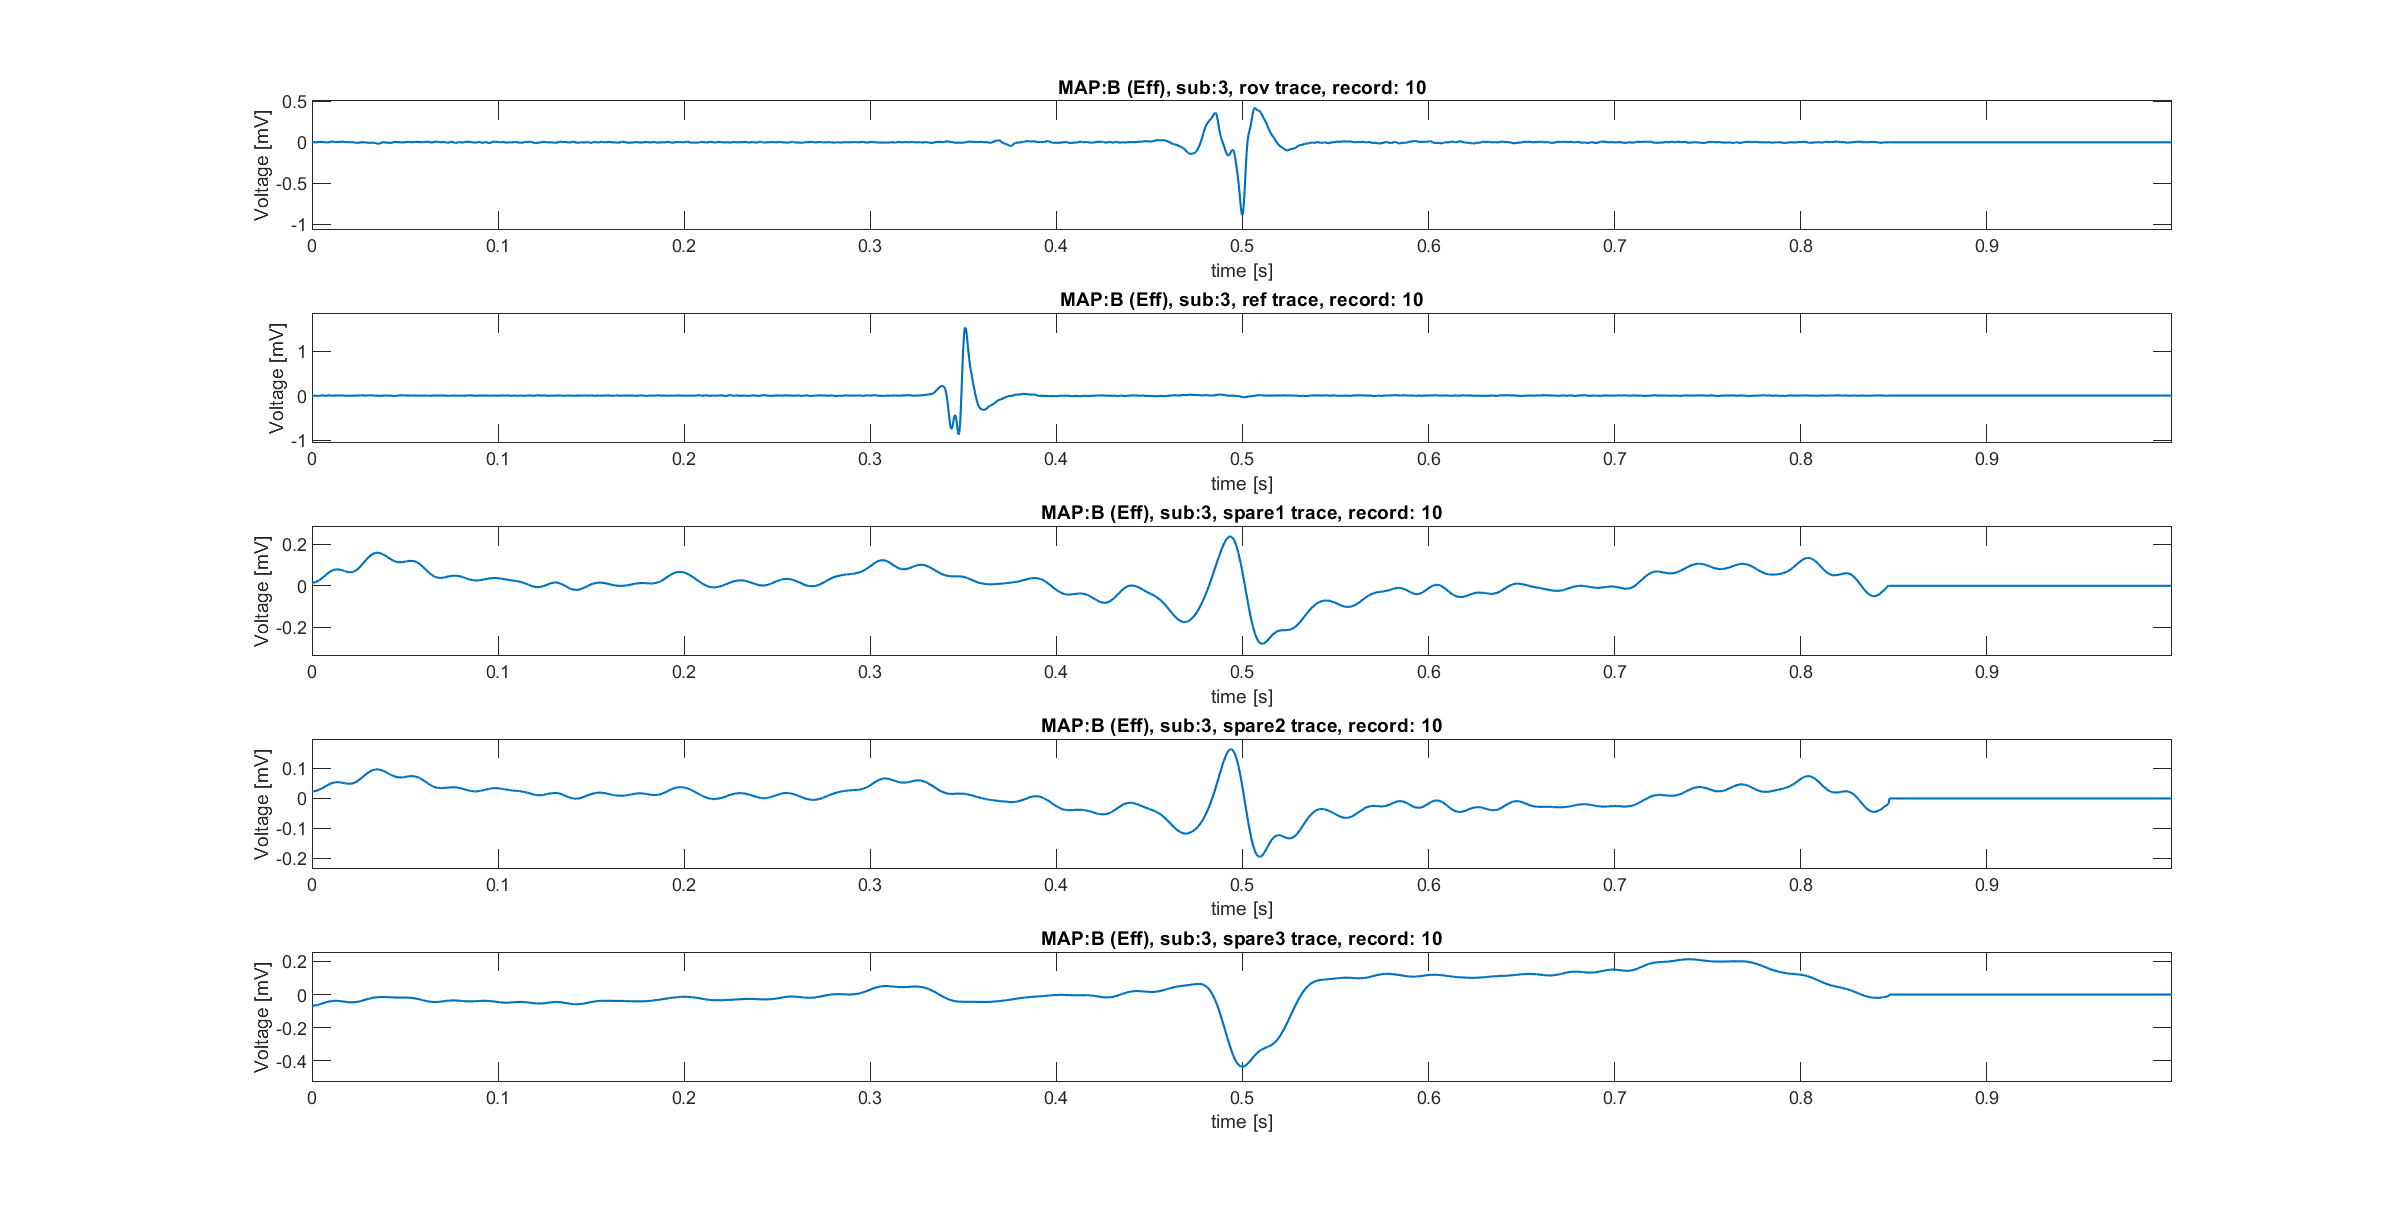 MAP:B (Eff), sub:3, rov trace, record: 10
Voltage [mV]
0.5
0
-0.5
-1
0 0.1 0.2 0.3 0.4 0.5 0.6 0.7 0.8 0.9
time [s]
MAP:B (Eff), sub:3, ref trace, record: 10
Voltage [mV]
1
0
-1
0 0.1 0.2 0.3 0.4 0.5 0.6 0.7 0.8 0.9
time [s]
MAP:B (Eff), sub:3, spare1 trace, record: 10
Voltage [mV]
0.2
0
-0.2
0 0.1 0.2 0.3 0.4 0.5 0.6 0.7 0.8 0.9
time [s]
MAP:B (Eff), sub:3, spare2 trace, record: 10
Voltage [mV]
0.1
0
-0.1
-0.2
0 0.1 0.2 0.3 0.4 0.5 0.6 0.7 0.8 0.9
time [s]
MAP:B (Eff), sub:3, spare3 trace, record: 10
Voltage [mV]
0.2
0
-0.2
-0.4
0 0.1 0.2 0.3 0.4 0.5 0.6 0.7 0.8 0.9
time [s]